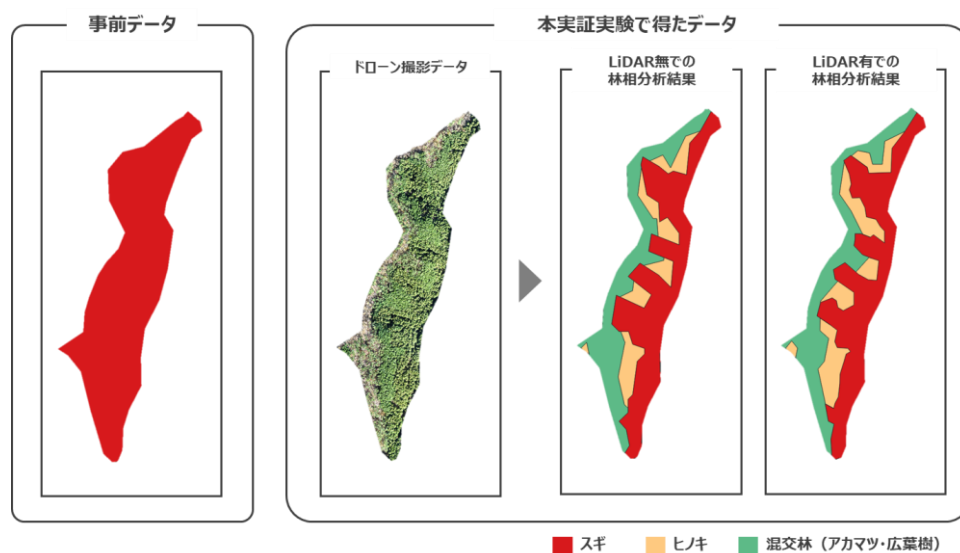 事前データ
本実証実験で得たデータ
ドローン撮影データ
LiDAR無での
林相分析結果
LiDAR有での
林相分析結果
スギ
ヒノキ
混交林（アカマツ・広葉樹）